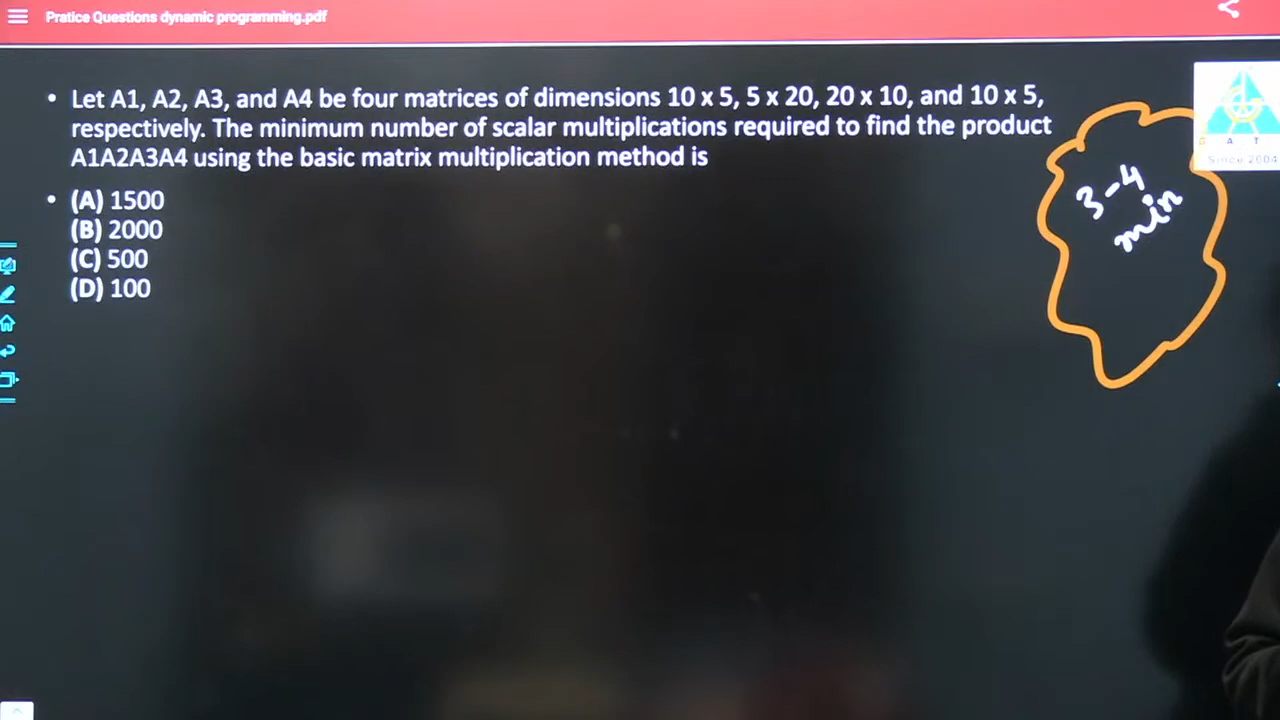 Pratice Questions dynamic programming.pdf
• Let A1, A2, A3, and A4 be four matrices of dimensions 10 x 5, 5 x 20, 20 x 10, and 10 x 5,
respectively. The minimum number of scalar multiplications required to find the product
A1A2A3A4 using the basic matrix multiplication method is
• (A) 1500
(B) 2000
(C) 500
(D) 100
3-4
min
Since 2004